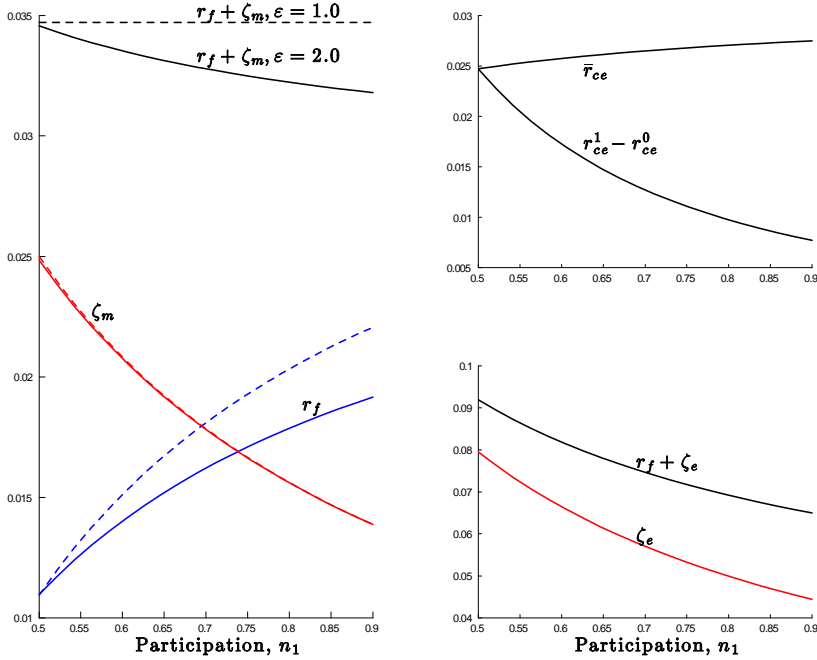 0.035
0.03
0.025
0.02
0.015
0.01
r_f + ζ_m, ε = 1.0
r_f + ζ_m, ε = 2.0
ζ_m
r_f
0.5 0.55 0.6 0.65 0.7 0.75 0.8 0.85 0.9
Participation, n_1
0.03
0.025
0.02
0.015
0.01
0.005
r̅_ce
r^1_ce − r^0_ce
0.5 0.55 0.6 0.65 0.7 0.75 0.8 0.85 0.9
0.1
0.09
0.08
0.07
0.06
0.05
0.04
r_f + ζ_e
ζ_e
0.5 0.55 0.6 0.65 0.7 0.75 0.8 0.85 0.9
Participation, n_1